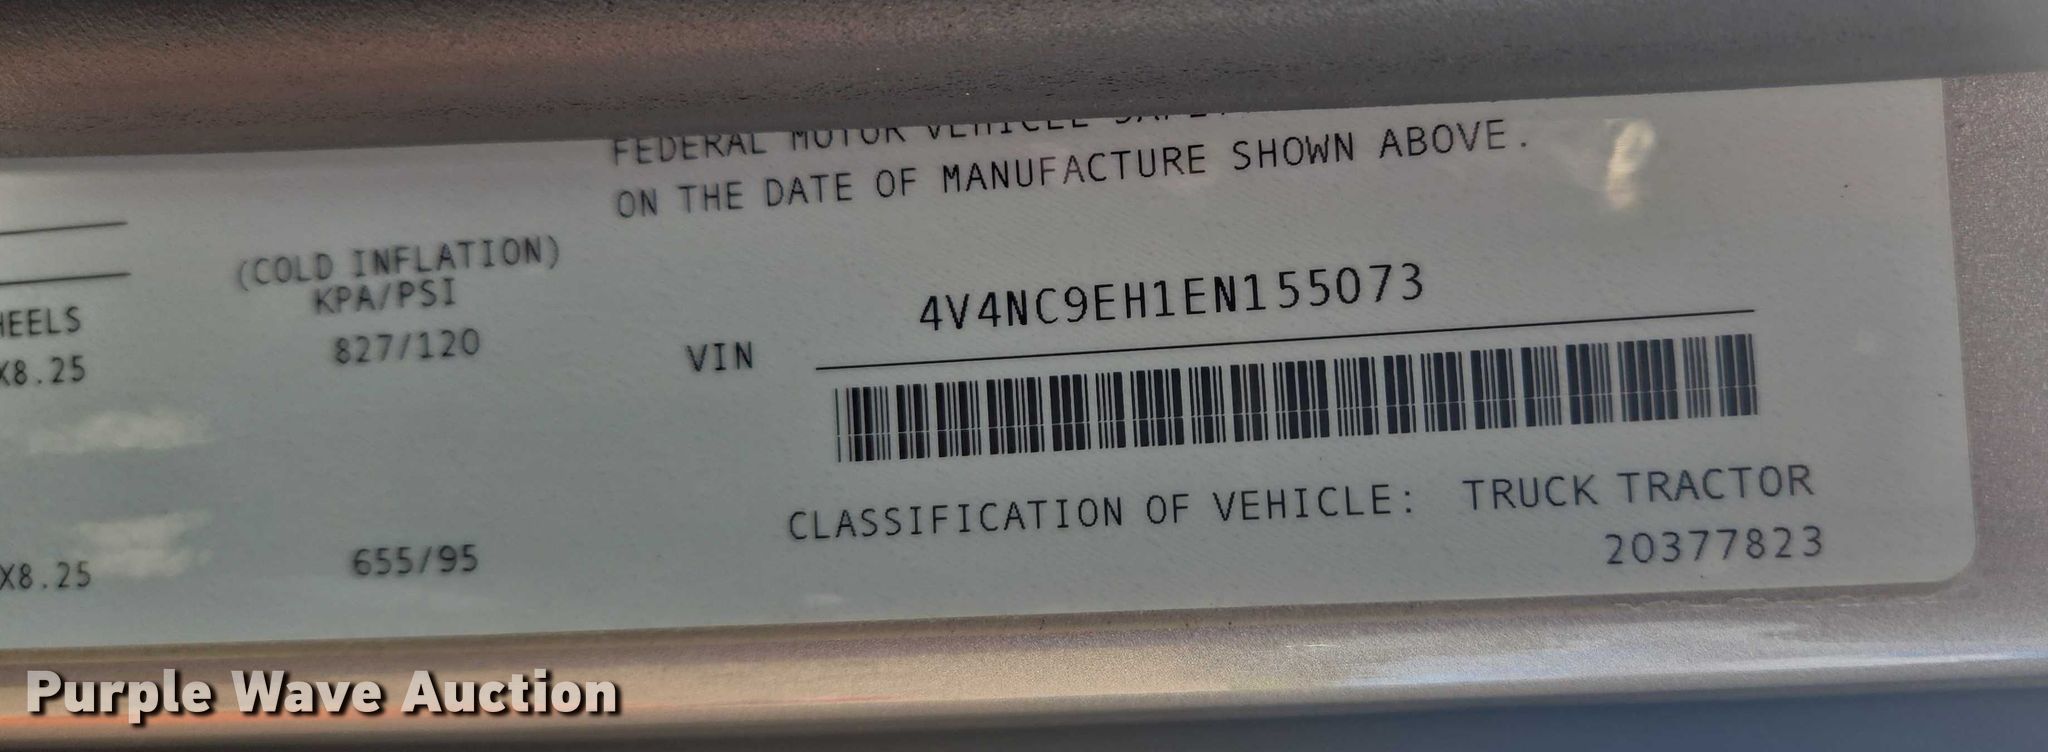 FEDERAL MOTOR VEHICLE
ON THE DATE OF MANUFACTURE SHOWN ABOVE.
(COLD INFLATION)
KPA/PSI
HEELS
827/120
X8.25
4V4NC9EH1EN155073
VIN
CLASSIFICATION OF VEHICLE: TRUCK TRACTOR
X8.25
655/95
20377823
Purple Wave Auction